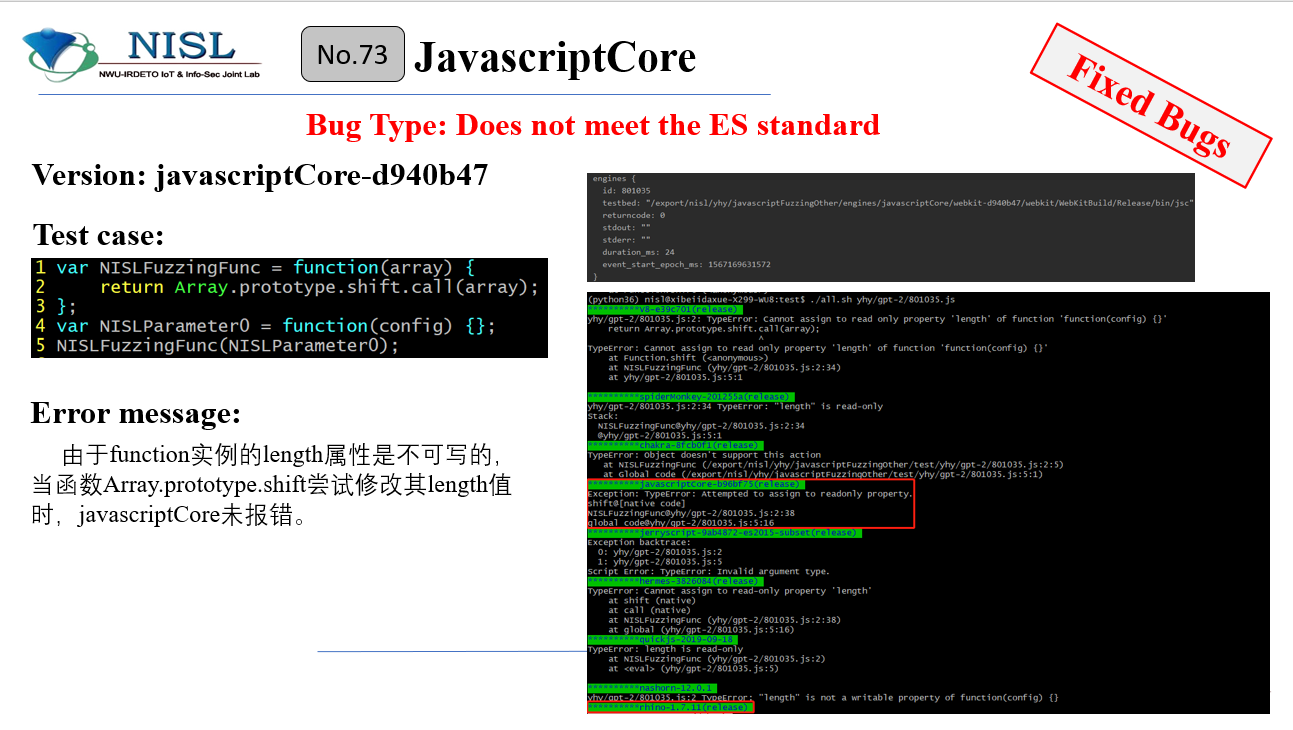 NISL
NWU-IRDETO IoT & Info-Sec Joint Lab
No.73
JavascriptCore
Fixed Bugs
Bug Type: Does not meet the ES standard
Version: javascriptCore-d940b47
Test case:
1 var NISLFuzzingFunc = function(array) {
2     return Array.prototype.shift.call(array);
3 };
4 var NISLParameter0 = function(config) {};
5 NISLFuzzingFunc(NISLParameter0);
Error message:
由于function实例的length属性是不可写的，
当函数Array.prototype.shift尝试修改其length值
时，javascriptCore未报错。
engines {
id: 801035
testbed: "/export/nisl/yhy/javascriptFuzzingOther/engines/javascriptCore/webkit-d940b47/webkit/WebKitBuild/Release/bin/jsc"
returncode: 0
stdout: ""
stderr: ""
duration_ms: 24
event_start_epoch_ms: 1567169631572
}
(python36) nisl@xibeiidaxue-X299-WU8:test$ ./all.sh yhy/gpt-2/801035.js
**********v8-e39c701(release)
yhy/gpt-2/801035.js:2: TypeError: Cannot assign to read only property 'length' of function 'function(config) {}'
    return Array.prototype.shift.call(array);
^
TypeError: Cannot assign to read only property 'length' of function 'function(config) {}'
    at Function.shift (<anonymous>)
    at NISLFuzzingFunc (yhy/gpt-2/801035.js:2:34)
    at yhy/gpt-2/801035.js:5:1
**********spiderMonkey-201255a(release)
yhy/gpt-2/801035.js:2:34 TypeError: "length" is read-only
Stack:
  NISLFuzzingFunc@yhy/gpt-2/801035.js:2:34
  @yhy/gpt-2/801035.js:5:1
**********chakra-8fcb0f1(release)
TypeError: Object doesn't support this action
   at NISLFuzzingFunc (/export/nisl/yhy/javascriptFuzzingOther/test/yhy/gpt-2/801035.js:2:5)
   at Global code (/export/nisl/yhy/javascriptFuzzingOther/test/yhy/gpt-2/801035.js:5:1)
**********javascriptCore-b96bf75(release)
Exception: TypeError: Attempted to assign to readonly property.
shift@[native code]
NISLFuzzingFunc@yhy/gpt-2/801035.js:2:38
global code@yhy/gpt-2/801035.js:5:16
**********jerryscript-9ab4872-es2015-subset(release)
Exception backtrace:
  0: yhy/gpt-2/801035.js:2
  1: yhy/gpt-2/801035.js:5
Script Error: TypeError: Invalid argument type.
**********hermes-3826084(release)
TypeError: Cannot assign to read-only property 'length'
    at shift (native)
    at call (native)
    at NISLFuzzingFunc (yhy/gpt-2/801035.js:2:38)
    at global (yhy/gpt-2/801035.js:5:16)
**********quickjs-2019-09-18
TypeError: length is read-only
    at NISLFuzzingFunc (yhy/gpt-2/801035.js:2)
    at <eval> (yhy/gpt-2/801035.js:5)
**********nashorn-12.0.1
yhy/gpt-2/801035.js:2 TypeError: "length" is not a writable property of function(config) {}
**********rhino-1.7.11(release)